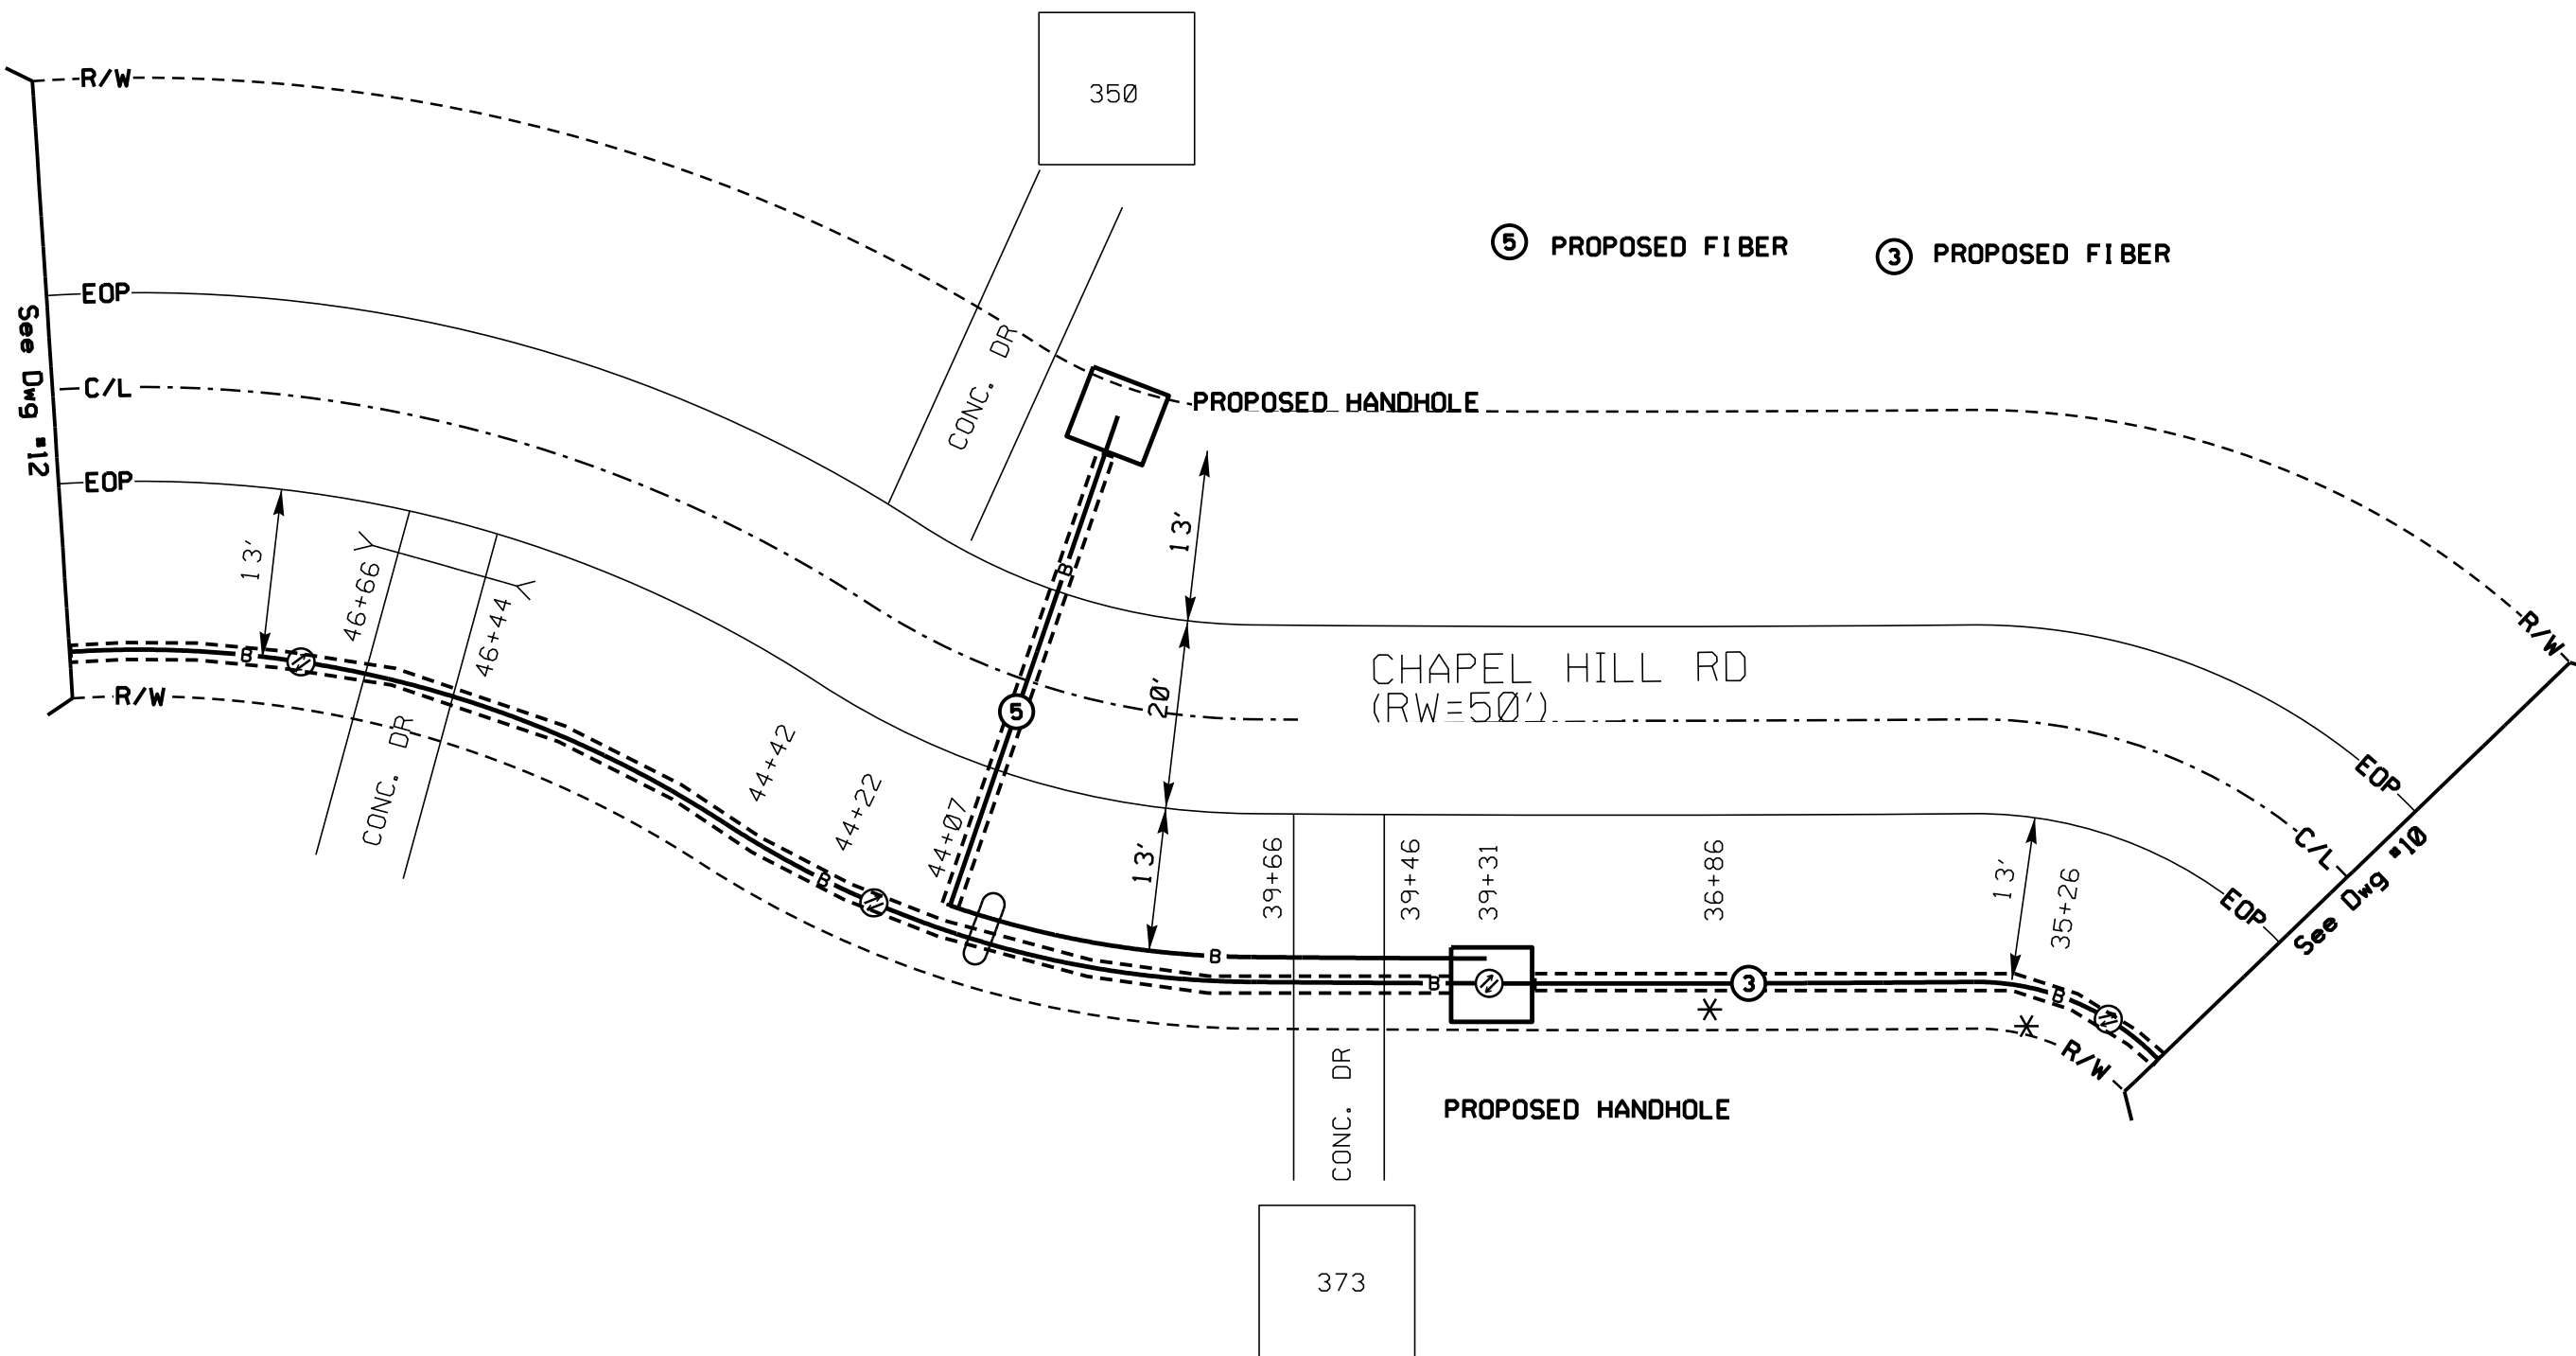 350
R/W
5 PROPOSED FIBER
3 PROPOSED FIBER
EOP
See Dwg #12
CONC. DR
C/L
PROPOSED HANDHOLE
EOP
13'
13'
46+66
B
46+44
B
R/W
R/W
CHAPEL HILL RD
(RW=50')
20'
5
CONC. DR
44+42
44+22
44+07
13'
EOP
C/L
See Dwg #10
EOP
39+66
39+46
39+31
36+86
13'
35+26
B
B
B
3
B
R/W
CONC. DR
PROPOSED HANDHOLE
373